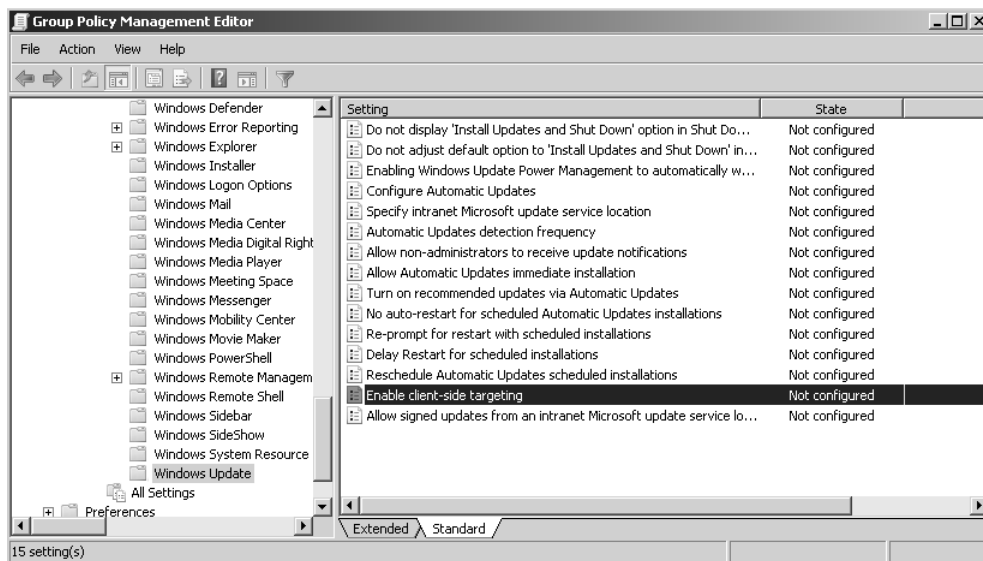 Group Policy Management Editor
File Action View Help
Windows Defender
Windows Error Reporting
Windows Explorer
Windows Installer
Windows Logon Options
Windows Mail
Windows Media Center
Windows Media Digital Right
Windows Media Player
Windows Meeting Space
Windows Messenger
Windows Mobility Center
Windows Movie Maker
Windows PowerShell
Windows Remote Managem
Windows Remote Shell
Windows Sidebar
Windows SideShow
Windows System Resource
Windows Update
All Settings
Preferences
Setting State
Do not display 'Install Updates and Shut Down' option in Shut Do... Not configured
Do not adjust default option to 'Install Updates and Shut Down' in... Not configured
Enabling Windows Update Power Management to automatically w... Not configured
Configure Automatic Updates Not configured
Specify intranet Microsoft update service location Not configured
Automatic Updates detection frequency Not configured
Allow non-administrators to receive update notifications Not configured
Allow Automatic Updates immediate installation Not configured
Turn on recommended updates via Automatic Updates Not configured
No auto-restart for scheduled Automatic Updates installations Not configured
Re-prompt for restart with scheduled installations Not configured
Delay Restart for scheduled installations Not configured
Reschedule Automatic Updates scheduled installations Not configured
Enable client-side targeting Not configured
Allow signed updates from an intranet Microsoft update service lo... Not configured
Extended Standard
15 setting(s)